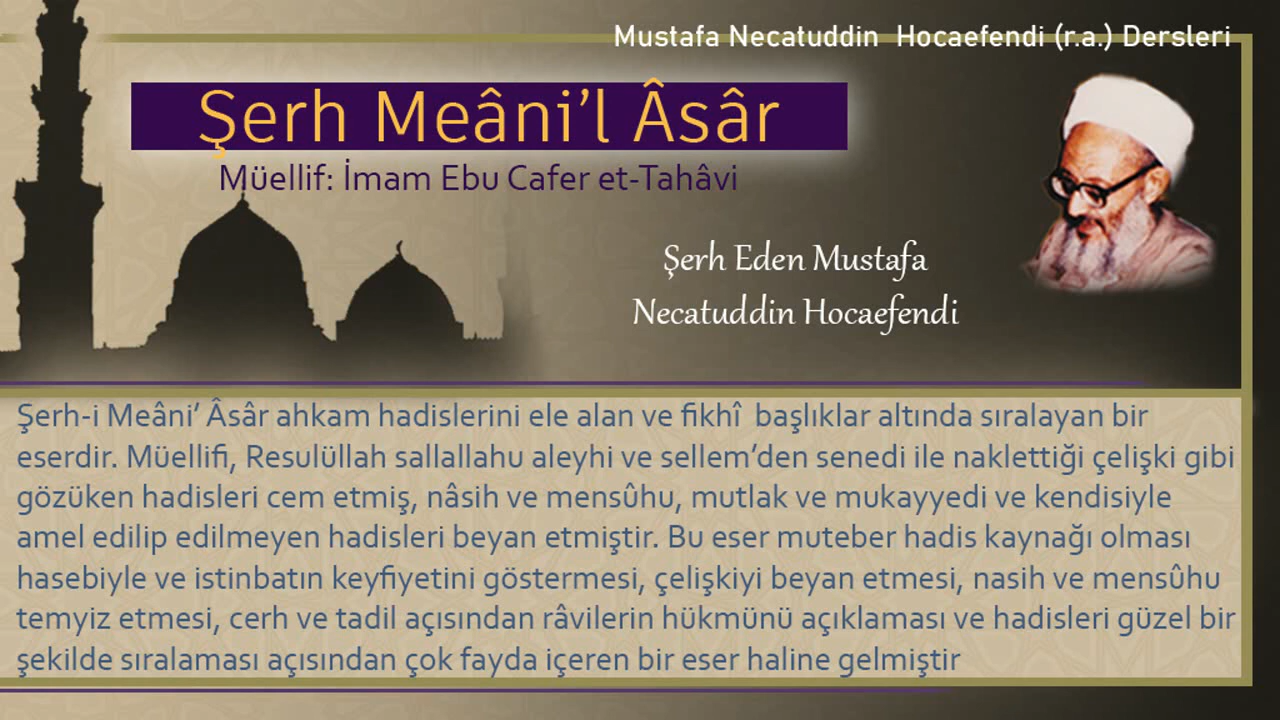 Mustafa Necatuddin Hocaefendi (r.a.) Dersleri
Şerh Meâni’l Âsâr
Müellif: İmam Ebu Cafer et-Tahâvi
Şerh Eden Mustafa
Necatuddin Hocaefendi
Şerh-i Meâni’ Âsâr ahkam hadislerini ele alan ve fikhî başlıklar altında sıralayan bir
eserdir. Müellifi, Resulüllah sallallahu aleyhi ve sellem’den senedi ile naklettiği çelişki gibi
gözüken hadisleri cem etmiş, nâsih ve mensûhu, mutlak ve mukayyedi ve kendisiyle
amel edilip edilmeyen hadisleri beyan etmiştir. Bu eser muteber hadis kaynağı olması
hasebiyle ve istinbatın keyfiyetini göstermesi, çelişkiyi beyan etmesi, nasih ve mensûhu
temyiz etmesi, cerh ve tadil açısından râvilerin hükmünü açıklaması ve hadisleri güzel bir
şekilde sıralaması açısından çok fayda içeren bir eser haline gelmiştir